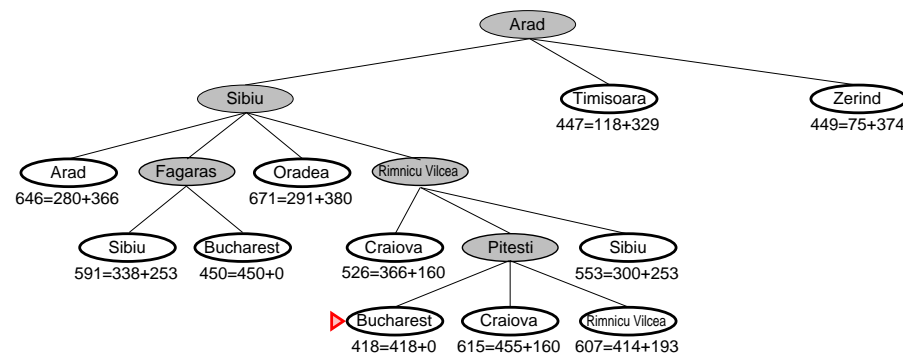 Arad
Sibiu Timisoara Zerind
447=118+329 449=75+374
Arad Fagaras Oradea Rimnicu Vilcea
646=280+366 671=291+380
Sibiu Bucharest Craiova Pitesti Sibiu
591=338+253 450=450+0 526=366+160 553=300+253
Bucharest Craiova Rimnicu Vilcea
418=418+0 615=455+160 607=414+193